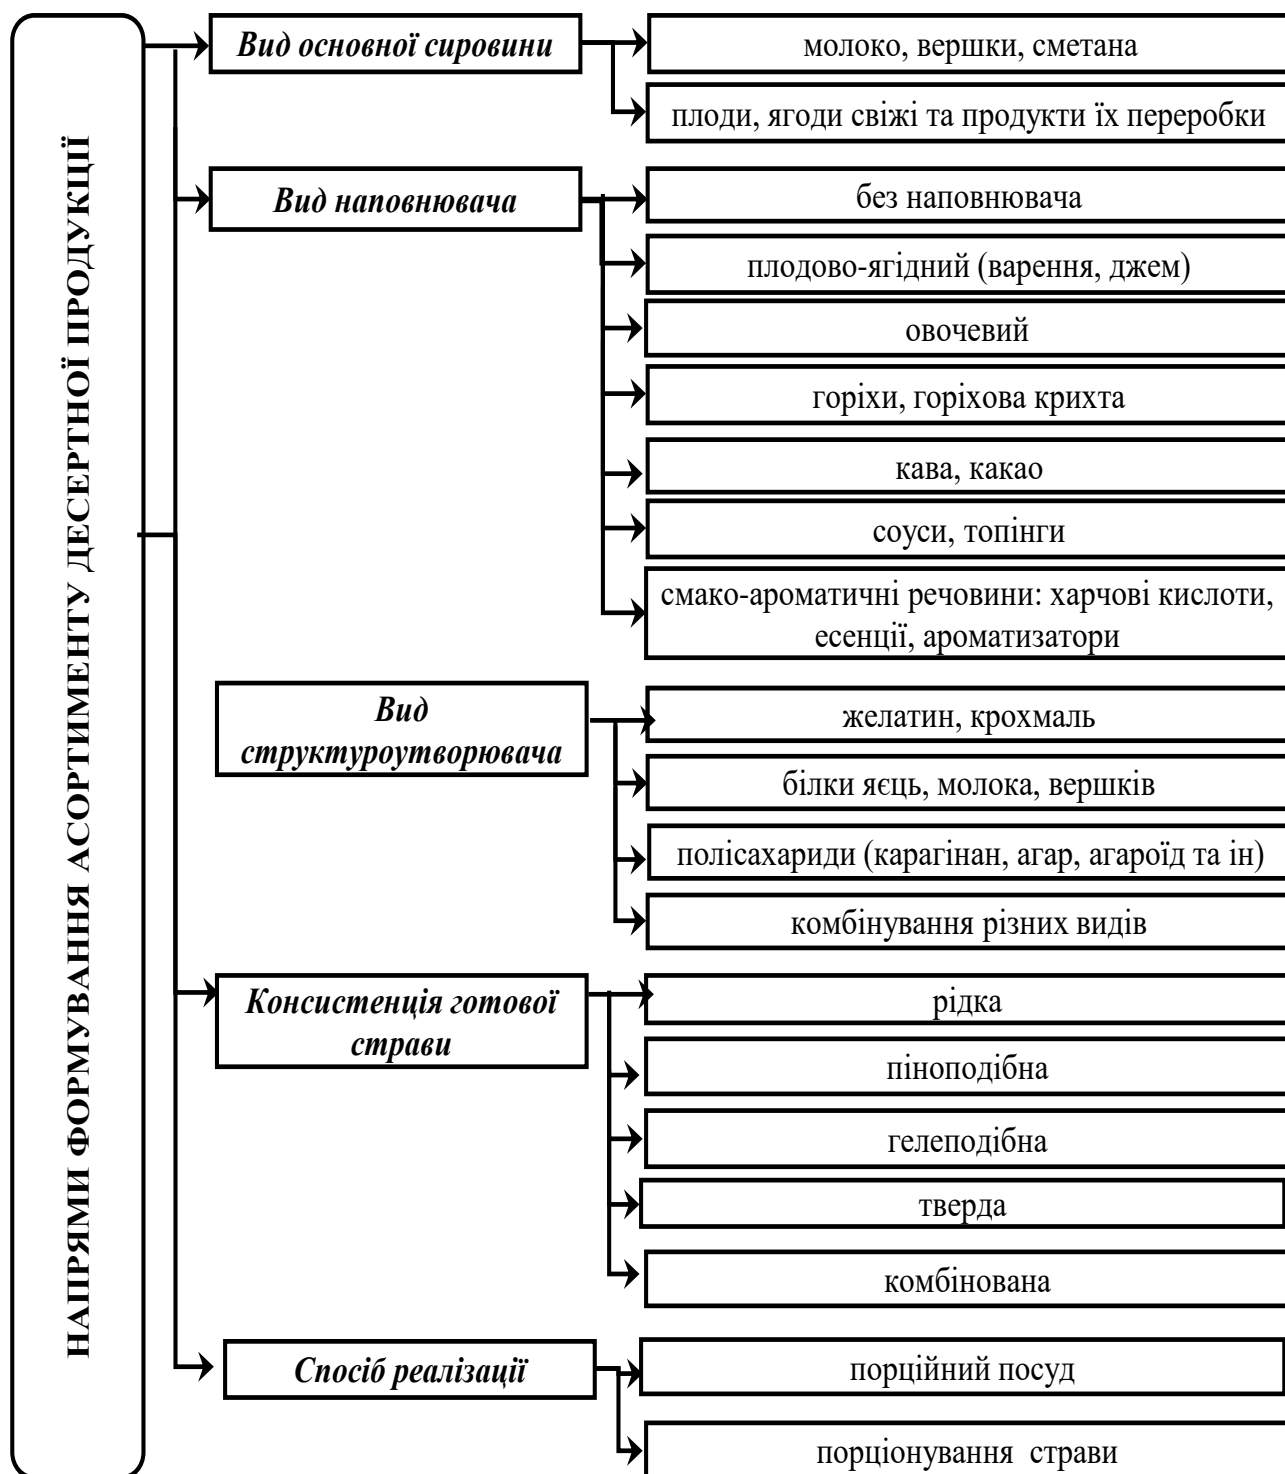 НАПРЯМИ ФОРМУВАННЯ АСОРТИМЕНТУ ДЕСЕРТНОЇ ПРОДУКЦІЇ
Вид основної сировини
молоко, вершки, сметана
плоди, ягоди свіжі та продукти їх переробки
Вид наповнювача
без наповнювача
плодово-ягідний (варення, джем)
овочевий
горіхи, горіхова крихта
кава, какао
соуси, топінги
смако-ароматичні речовини: харчові кислоти,
есенції, ароматизатори
Вид
структуроутворювача
желатин, крохмаль
білки яєць, молока, вершків
полісахариди (карагінан, агар, агароїд та ін)
комбінування різних видів
Консистенція готової
страви
рідка
піноподібна
гелеподібна
тверда
комбінована
Спосіб реалізації
порційний посуд
порціонування страви